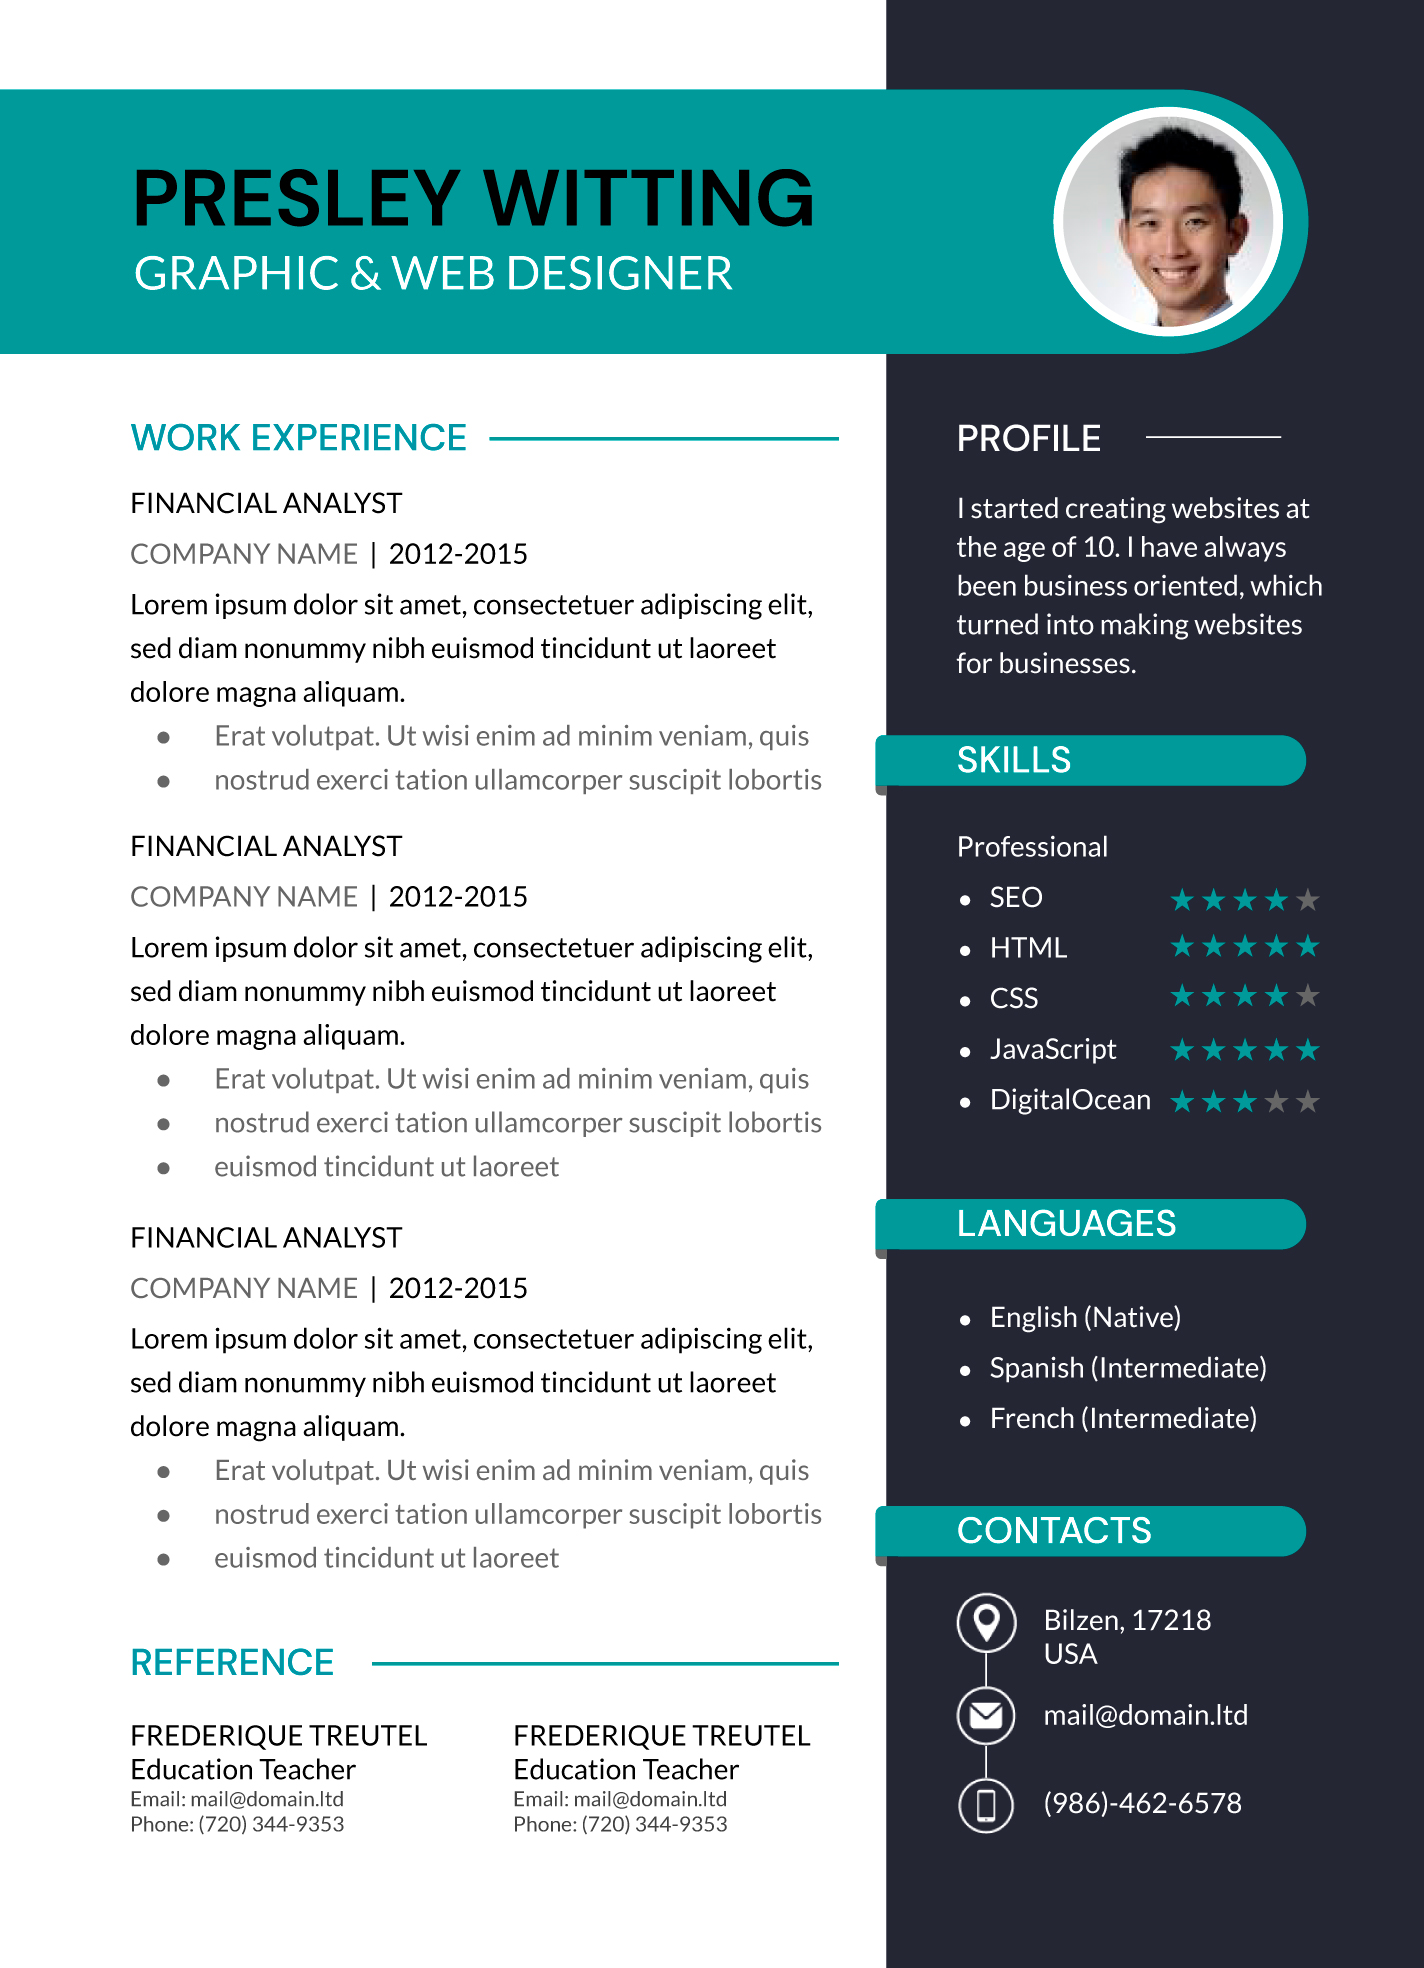 PRESLEY WITTING
GRAPHIC & WEB DESIGNER
WORK EXPERIENCE
FINANCIAL ANALYST
COMPANY NAME | 2012-2015
Lorem ipsum dolor sit amet, consectetuer adipiscing elit,
sed diam nonummy nibh euismod tincidunt ut laoreet
dolore magna aliquam.
● Erat volutpat. Ut wisi enim ad minim veniam, quis
● nostrud exerci tation ullamcorper suscipit lobortis
FINANCIAL ANALYST
COMPANY NAME | 2012-2015
Lorem ipsum dolor sit amet, consectetuer adipiscing elit,
sed diam nonummy nibh euismod tincidunt ut laoreet
dolore magna aliquam.
● Erat volutpat. Ut wisi enim ad minim veniam, quis
● nostrud exerci tation ullamcorper suscipit lobortis
● euismod tincidunt ut laoreet
FINANCIAL ANALYST
COMPANY NAME | 2012-2015
Lorem ipsum dolor sit amet, consectetuer adipiscing elit,
sed diam nonummy nibh euismod tincidunt ut laoreet
dolore magna aliquam.
● Erat volutpat. Ut wisi enim ad minim veniam, quis
● nostrud exerci tation ullamcorper suscipit lobortis
● euismod tincidunt ut laoreet
REFERENCE
FREDERIQUE TREUTEL
Education Teacher
Email: mail@domain.ltd
Phone: (720) 344-9353
FREDERIQUE TREUTEL
Education Teacher
Email: mail@domain.ltd
Phone: (720) 344-9353
PROFILE
I started creating websites at
the age of 10. I have always
been business oriented, which
turned into making websites
for businesses.
SKILLS
Professional
• SEO ★★★★★
• HTML ★★★★★
• CSS ★★★★★
• JavaScript ★★★★★
• DigitalOcean ★★★★★
LANGUAGES
• English (Native)
• Spanish (Intermediate)
• French (Intermediate)
CONTACTS
Bilzen, 17218
USA
mail@domain.ltd
(986)-462-6578